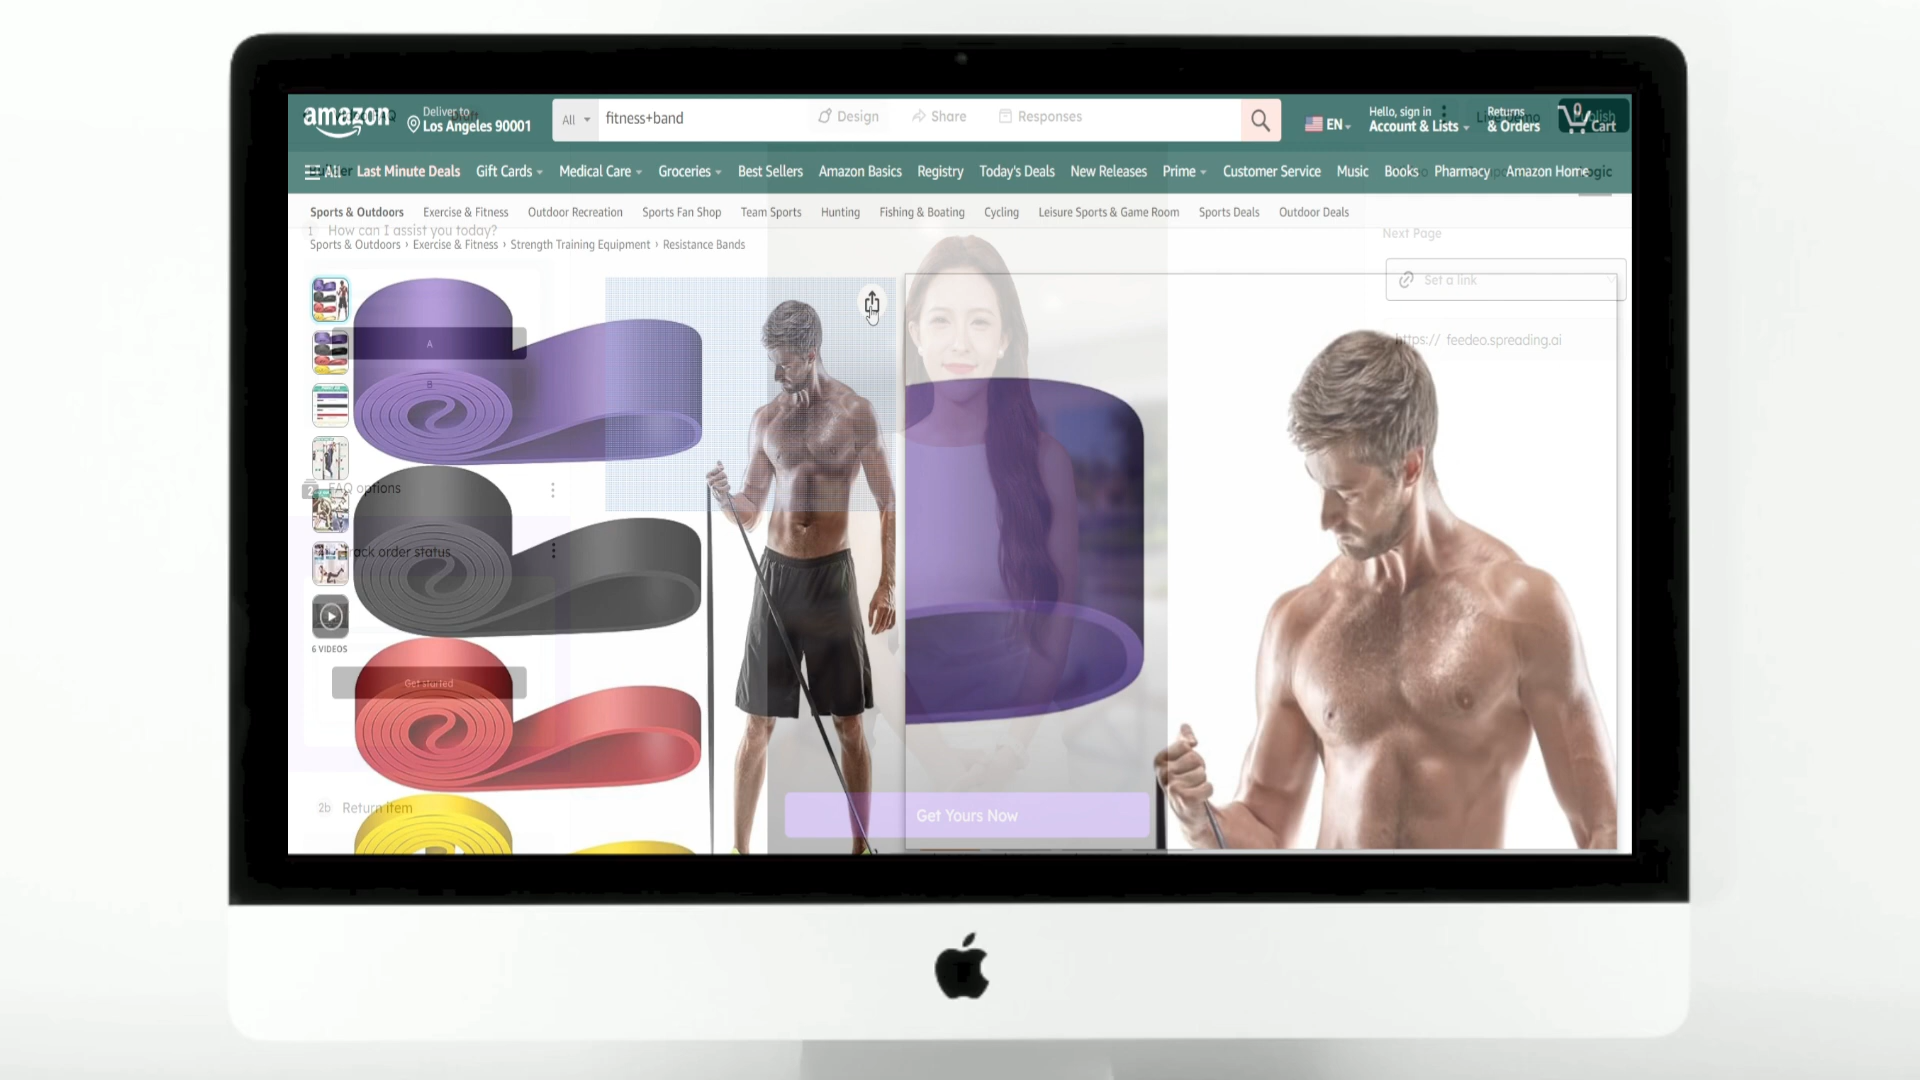 amazon
Deliver to
Los Angeles 90001
All
fitness+band
Design
Share
Responses
EN
Hello, sign in
Account & Lists
Returns
& Orders
0
Cart
All
Last Minute Deals
Gift Cards
Medical Care
Groceries
Best Sellers
Amazon Basics
Registry
Today's Deals
New Releases
Prime
Customer Service
Music
Books
Pharmacy
Amazon Home
Sports & Outdoors
Exercise & Fitness
Outdoor Recreation
Sports Fan Shop
Team Sports
Hunting
Fishing & Boating
Cycling
Leisure Sports & Game Room
Sports Deals
Outdoor Deals
1 How can I assist you today?
Next Page
Sports & Outdoors › Exercise & Fitness › Strength Training Equipment › Resistance Bands
Set a link
https:// feedeo.spreading.ai
A
B
2 FAQ options
order status
6 VIDEOS
Get started
2b Return item
Get Yours Now